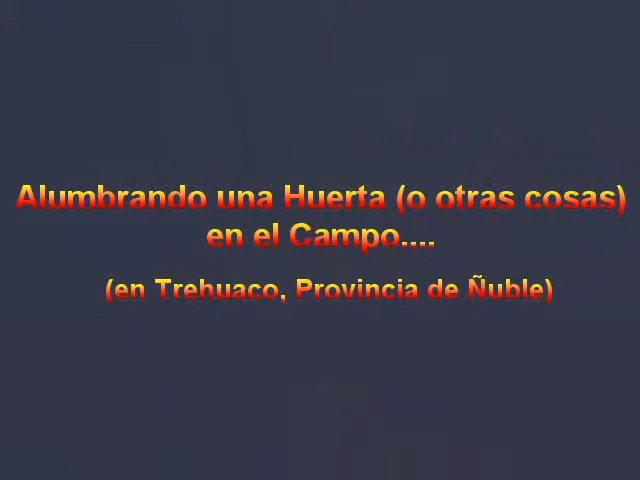 Alumbrando una Huerta (o otras cosas)
en el Campo....
(en Trehuaco, Provincia de Ñuble)